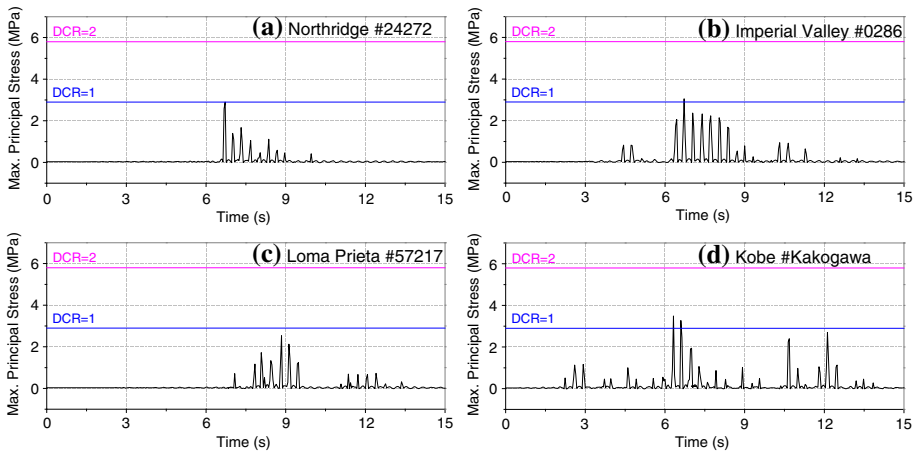 (a) Northridge #24272
DCR=2
DCR=1
Max. Principal Stress (MPa)
6
4
2
0
0 3 6 9 12 15
Time (s)
(b) Imperial Valley #0286
DCR=2
DCR=1
Max. Principal Stress (MPa)
6
4
2
0
0 3 6 9 12 15
Time (s)
(c) Loma Prieta #57217
DCR=2
DCR=1
Max. Principal Stress (MPa)
6
4
2
0
0 3 6 9 12 15
Time (s)
(d) Kobe #Kakogawa
DCR=2
DCR=1
Max. Principal Stress (MPa)
6
4
2
0
0 3 6 9 12 15
Time (s)